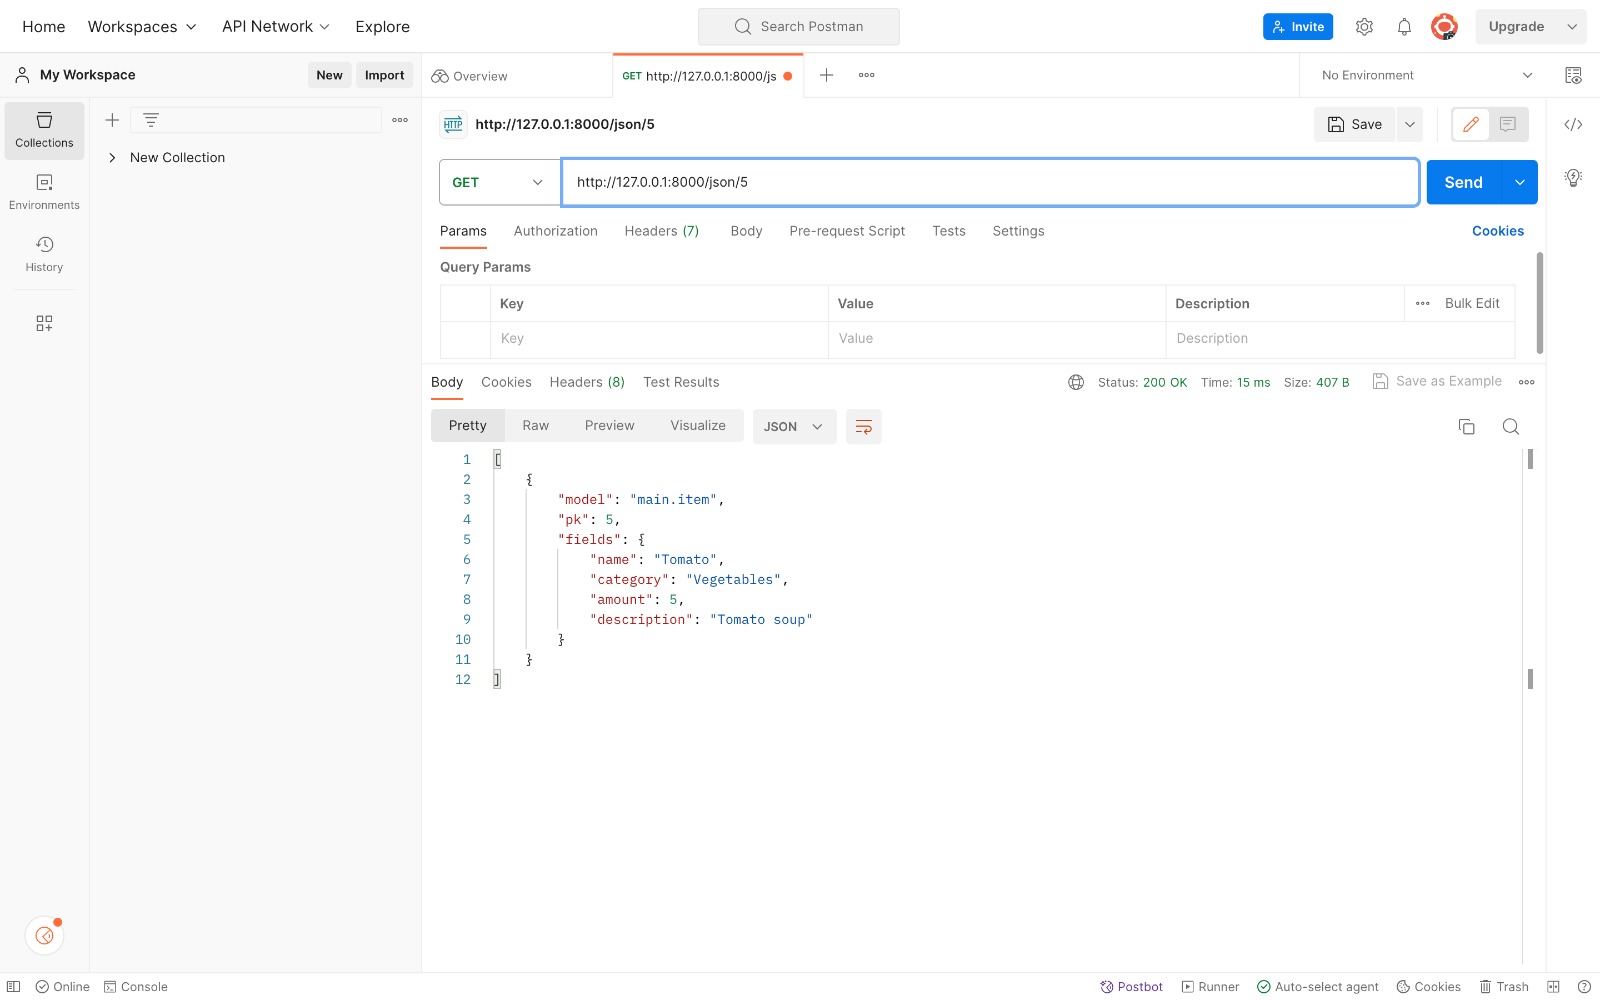 Home Workspaces API Network Explore Search Postman Invite Upgrade
My Workspace New Import Overview GET http://127.0.0.1:8000/js No Environment
Collections
Environments
History
New Collection
HTTP http://127.0.0.1:8000/json/5 Save
GET http://127.0.0.1:8000/json/5 Send
Params Authorization Headers (7) Body Pre-request Script Tests Settings Cookies
Query Params
Key Value Description Bulk Edit
Key Value Description
Body Cookies Headers (8) Test Results Status: 200 OK Time: 15 ms Size: 407 B Save as Example
Pretty Raw Preview Visualize JSON
1 [
2 {
3 "model": "main.item",
4 "pk": 5,
5 "fields": {
6 "name": "Tomato",
7 "category": "Vegetables",
8 "amount": 5,
9 "description": "Tomato soup"
10 }
11 }
12 ]
Online Console Postbot Runner Auto-select agent Cookies Trash